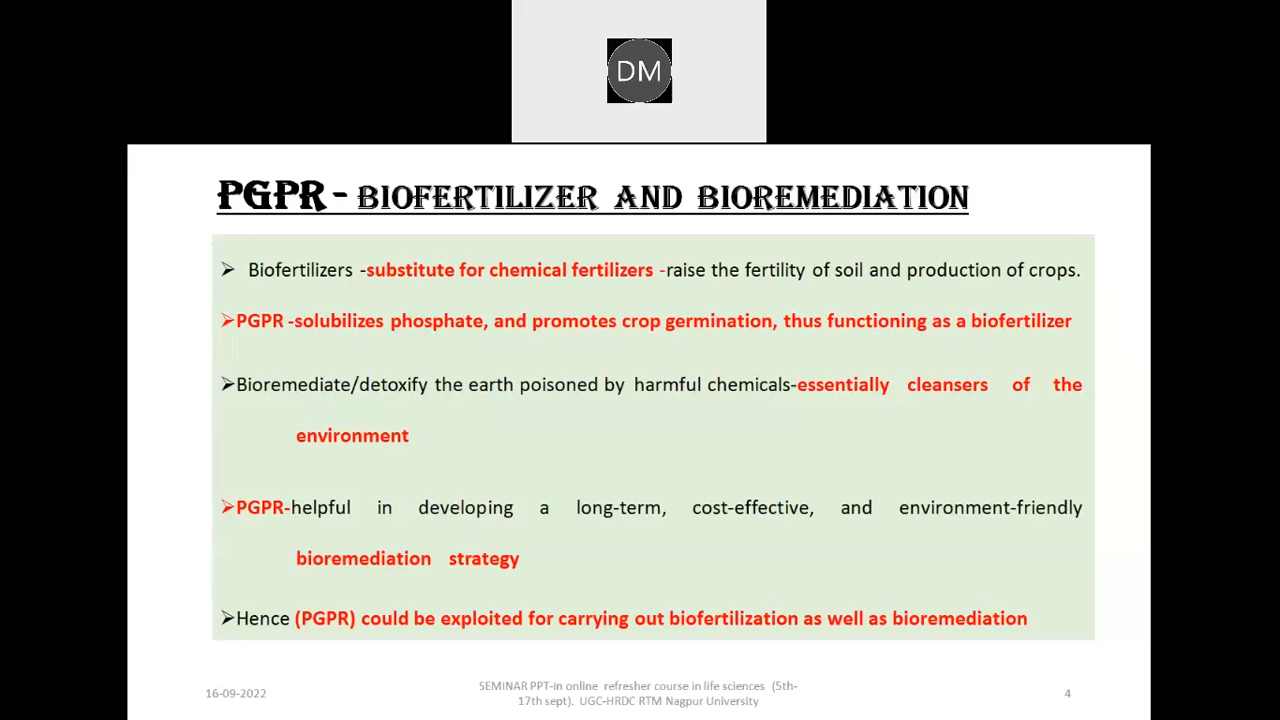 DM
PGPR - BIOFERTILIZER AND BIOREMEDIATION
➢ Biofertilizers -substitute for chemical fertilizers -raise the fertility of soil and production of crops.
➢PGPR -solubilizes phosphate, and promotes crop germination, thus functioning as a biofertilizer
➢Bioremediate/detoxify the earth poisoned by harmful chemicals-essentially cleansers of the
environment
➢PGPR-helpful in developing a long-term, cost-effective, and environment-friendly
bioremediation strategy
➢Hence (PGPR) could be exploited for carrying out biofertilization as well as bioremediation
16-09-2022
SEMINAR PPT-In online refresher course in life sciences (5th-
17th sept). UGC-HRDC RTM Nagpur University
4